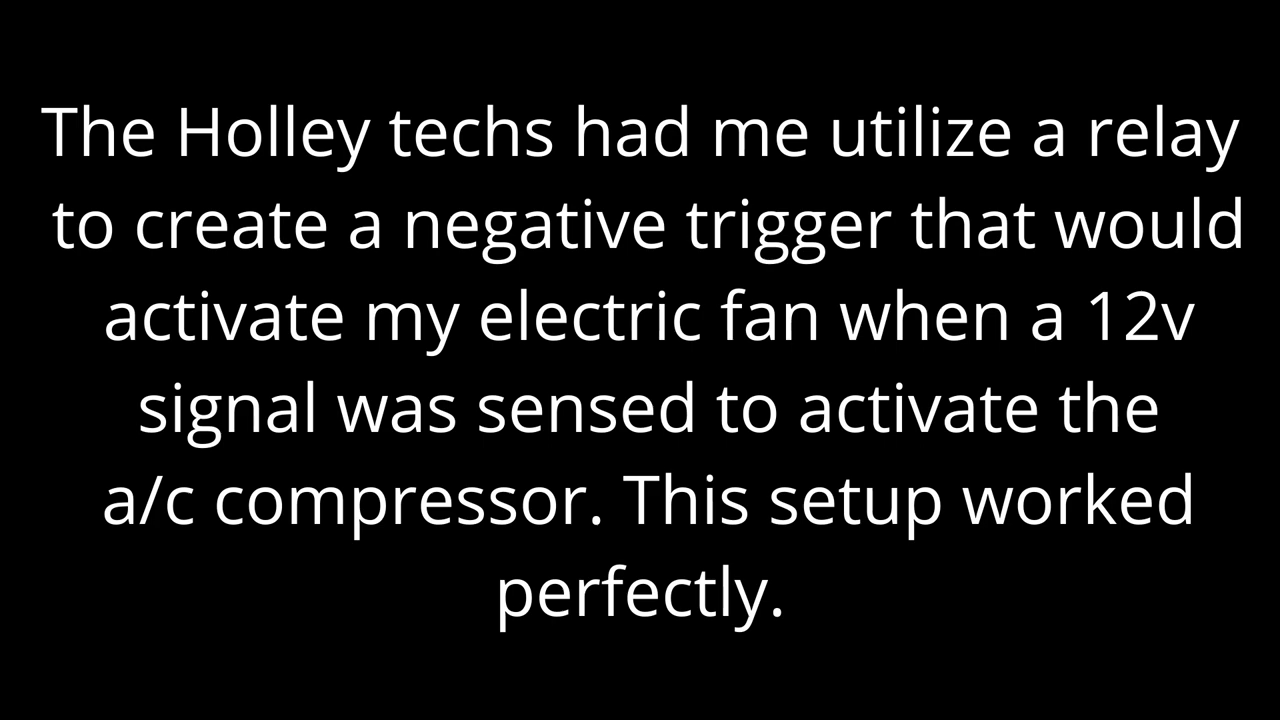 The Holley techs had me utilize a relay
to create a negative trigger that would
activate my electric fan when a 12v
signal was sensed to activate the
a/c compressor. This setup worked
perfectly.